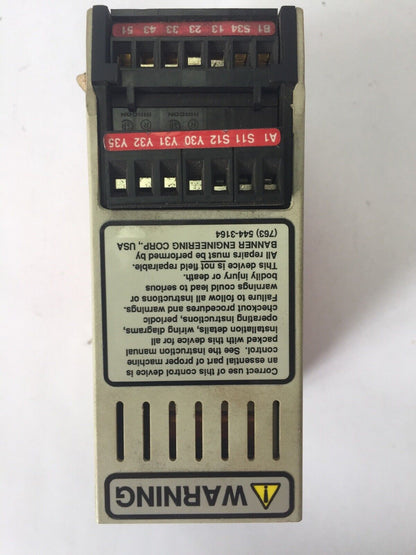 WARNING
Correct use of this control device is
an essential part of proper machine
control. See the instruction manual
packed with this device for all
installation details, wiring diagrams,
operating instructions, periodic
checkout procedures and warnings.
Failure to follow all instructions or
warnings could lead to serious
bodily injury or death.
This device is not field repairable.
All repairs must be performed by
BANNER ENGINEERING CORP., USA
(763) 544-3164
A1 S11 S12 Y30 Y31 Y32 Y35
B1 S34 13 23 33 43 51